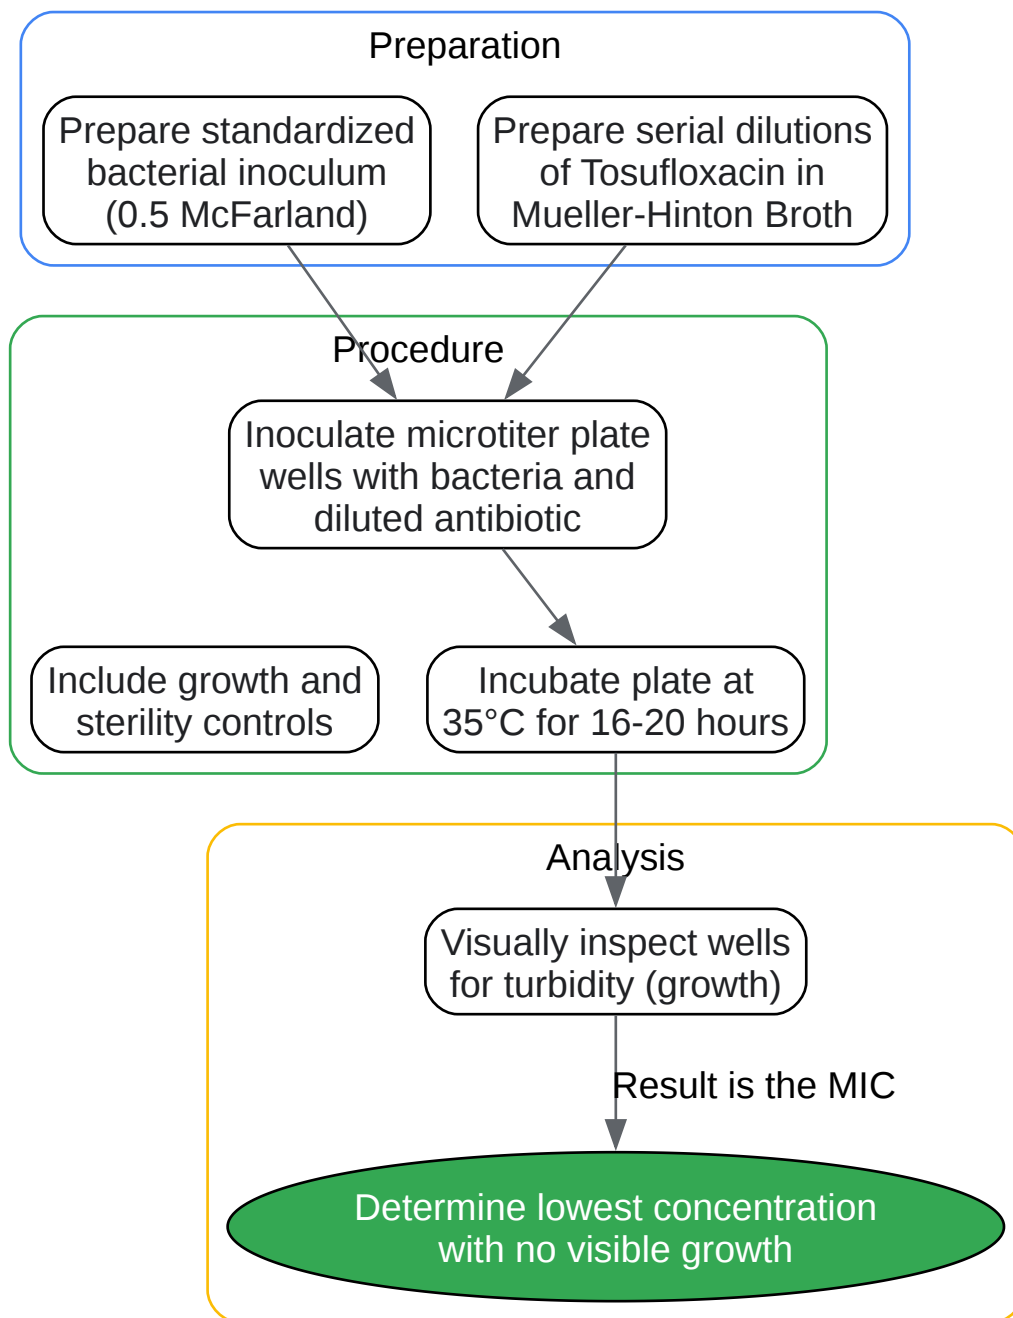 Preparation
Prepare standardized
bacterial inoculum
(0.5 McFarland)
Prepare serial dilutions
of Tosufloxacin in
Mueller-Hinton Broth
Procedure
Inoculate microtiter plate
wells with bacteria and
diluted antibiotic
Include growth and
sterility controls
Incubate plate at
35°C for 16-20 hours
Analysis
Visually inspect wells
for turbidity (growth)
Result is the MIC
Determine lowest concentration
with no visible growth